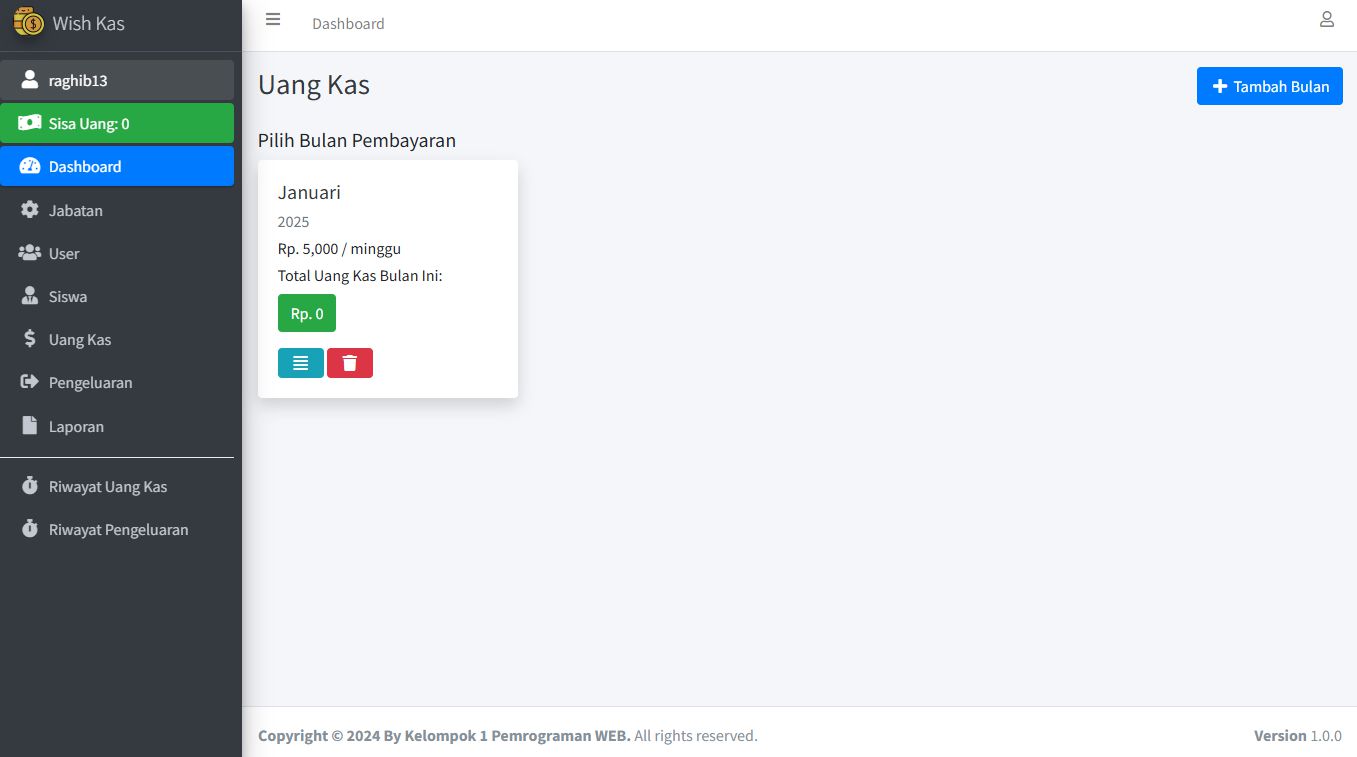 Wish Kas
raghib13
Sisa Uang: 0
Dashboard
Jabatan
User
Siswa
Uang Kas
Pengeluaran
Laporan
Riwayat Uang Kas
Riwayat Pengeluaran
Dashboard
Uang Kas
Tambah Bulan
Pilih Bulan Pembayaran
Januari
2025
Rp. 5,000 / minggu
Total Uang Kas Bulan Ini:
Rp. 0
Copyright © 2024 By Kelompok 1 Pemrograman WEB. All rights reserved.
Version 1.0.0